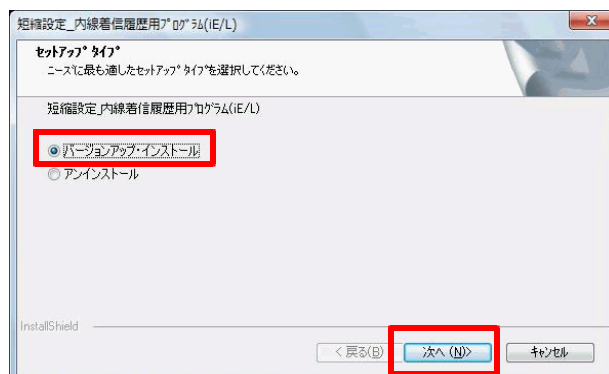 短縮設定_内線着信履歴用ﾌﾟﾛｸﾞﾗﾑ(iE/L)
ｾｯﾄｱｯﾌﾟ ﾀｲﾌﾟ
ﾆｰｽﾞに最も適したｾｯﾄｱｯﾌﾟ ﾀｲﾌﾟを選択してください。
短縮設定_内線着信履歴用ﾌﾟﾛｸﾞﾗﾑ(iE/L)
バージョンアップ・インストール
アンインストール
InstallShield
< 戻る(B) 次へ (N)> ｷｬﾝｾﾙ